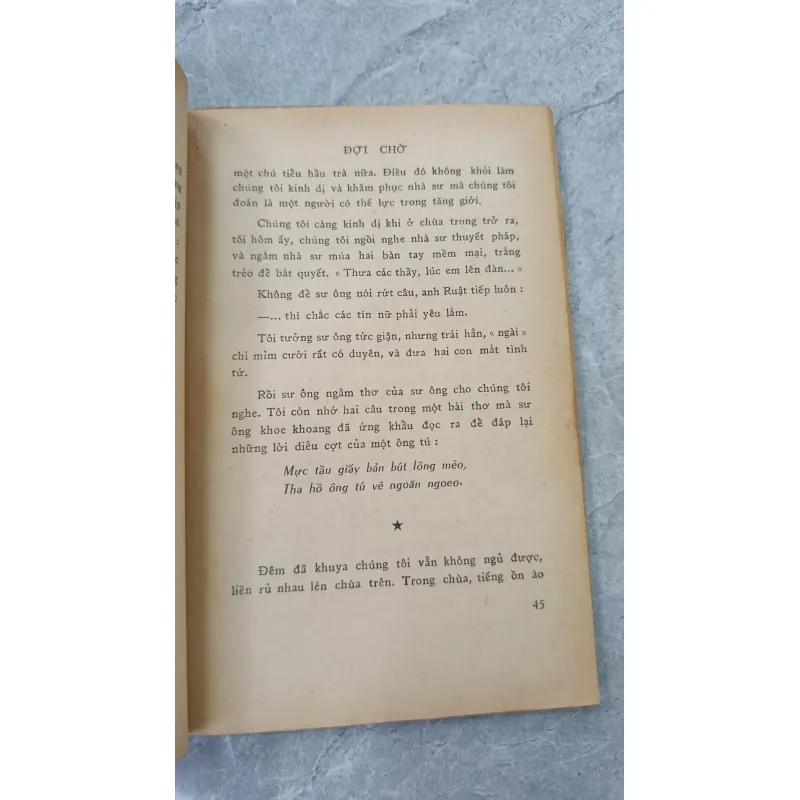 ĐỢI CHỜ
một chú tiểu hầu trà nữa. Điều đó không khỏi làm
chúng tôi kinh dị và khâm phục nhà sư mà chúng tôi
đoán là một người có thế lực trong tăng giới.
Chúng tôi càng kinh dị khi ở chùa trong trở ra,
tối hôm ấy, chúng tôi ngồi nghe nhà sư thuyết pháp,
và ngắm nhà sư múa hai bàn tay mềm mại, trắng
trẻo để bắt quyết. « Thưa các thầy, lúc em lên đàn... »
Không để sư ông nói rứt câu, anh Ruật tiếp luôn :
—... thì chắc các tín nữ phải yêu lắm.
Tôi tưởng sư ông tức giận, nhưng trái hẳn, « ngài »
chỉ mỉm cười rất có duyên, và đưa hai con mắt tình
tứ.
Rồi sư ông ngâm thơ của sư ông cho chúng tôi
nghe. Tôi còn nhớ hai câu trong một bài thơ mà sư
ông khoe khoang đã ứng khẩu đọc ra để đáp lại
những lời diễu cợt của một ông tú :
Mực tầu giấy bản bút lông mèo,
Tha hồ ông tú vẽ ngoăn ngoeo.
★
Đêm đã khuya chúng tôi vẫn không ngủ được,
liền rủ nhau lên chùa trên. Trong chùa, tiếng ồn ào
45